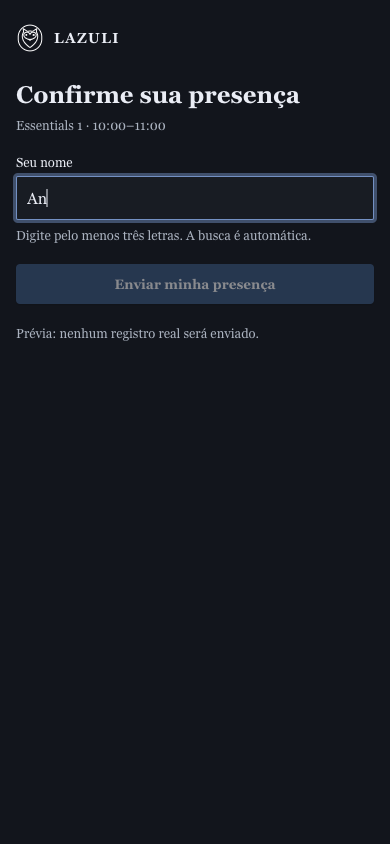 LAZULI
Confirme sua presença
Essentials 1 · 10:00–11:00
Seu nome
An
Digite pelo menos três letras. A busca é automática.
Enviar minha presença
Prévia: nenhum registro real será enviado.